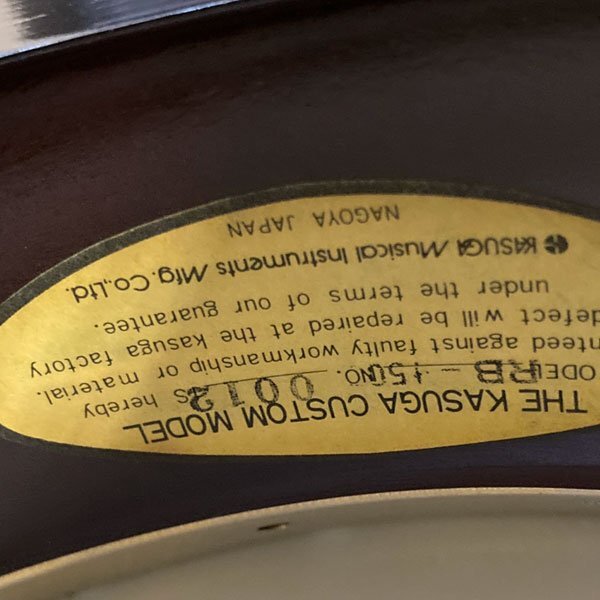 THE KASUGA CUSTOM MODEL
ODEL RB-150 NO. 0012 is hereby
nteed against faulty workmanship or material.
defect will be repaired at the kasuga factory
under the terms of our guarantee.
KASUGA Musical Instruments Mfg. Co. Ltd.
NAGOYA JAPAN